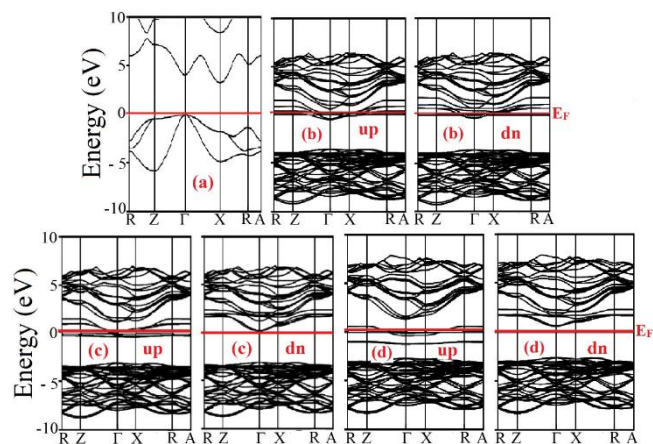 10
5
0
-5
-10
Energy (eV)
(a)
R Z Γ X R A
(b) up
R Z Γ X R A
(b) dn
E_F
R Z Γ X R A
10
5
0
-5
-10
Energy (eV)
(c) up
R Z Γ X R A
(c) dn
R Z Γ X R A
(d) up
R Z Γ X R A
(d) dn
E_F
R Z Γ X R A